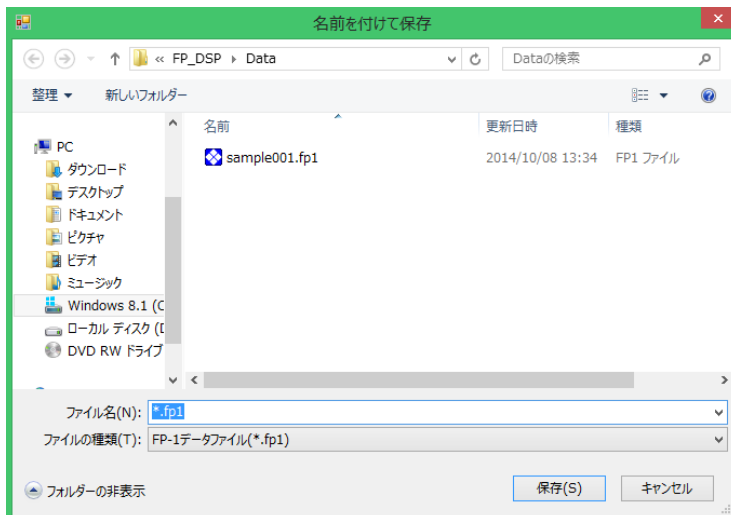 名前を付けて保存
« FP_DSP Data
Dataの検索
整理 新しいフォルダー
名前 更新日時 種類
PC
ダウンロード
デスクトップ
ドキュメント
ピクチャ
ビデオ
ミュージック
Windows 8.1 (C
ローカル ディスク (D
DVD RW ドライブ
sample001.fp1 2014/10/08 13:34 FP1 ファイル
ファイル名(N): *.fp1
ファイルの種類(T): FP-1データファイル(*.fp1)
フォルダーの非表示
保存(S) キャンセル